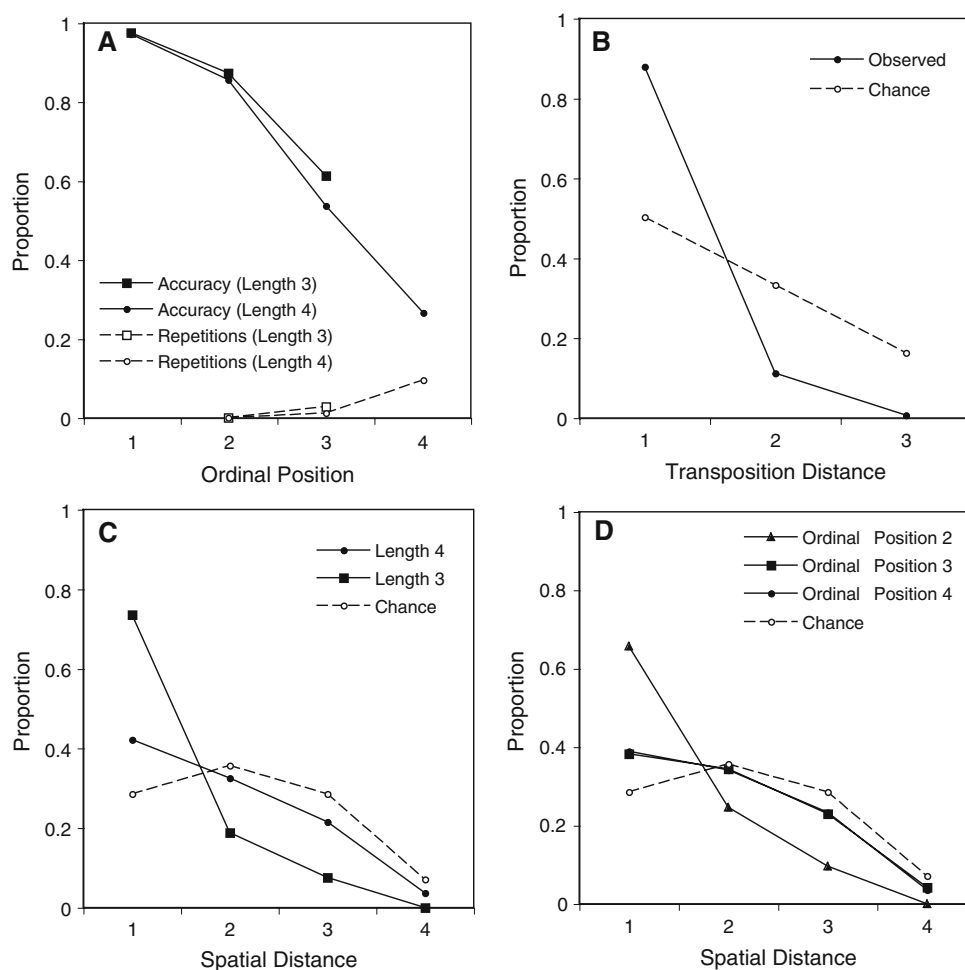 A
Proportion
1
0.8
0.6
0.4
0.2
0
Accuracy (Length 3)
Accuracy (Length 4)
Repetitions (Length 3)
Repetitions (Length 4)
1 2 3 4
Ordinal Position
B
Proportion
1
0.8
0.6
0.4
0.2
0
Observed
Chance
1 2 3
Transposition Distance
C
Proportion
1
0.8
0.6
0.4
0.2
0
Length 4
Length 3
Chance
1 2 3 4
Spatial Distance
D
Proportion
1
0.8
0.6
0.4
0.2
0
Ordinal Position 2
Ordinal Position 3
Ordinal Position 4
Chance
1 2 3 4
Spatial Distance